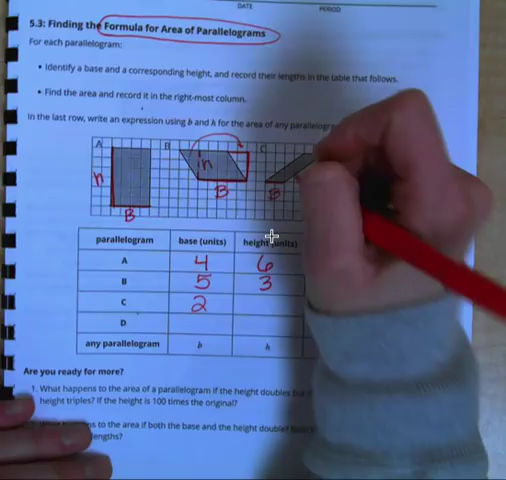 DATE PERIOD
5.3: Finding the Formula for Area of Parallelograms
For each parallelogram:
• Identify a base and a corresponding height, and record their lengths in the table that follows.
• Find the area and record it in the right-most column.
In the last row, write an expression using b and h for the area of any
A B C
h h
B B B
parallelogram base (units) height (units)
A 4 6
B 5 3
C 2
D
any parallelogram b h
Are you ready for more?
1. What happens to the area of a parallelogram if the height doubles
height triples? If the height is 100 times the original?
to the area if both the base and the height double?
lengths?